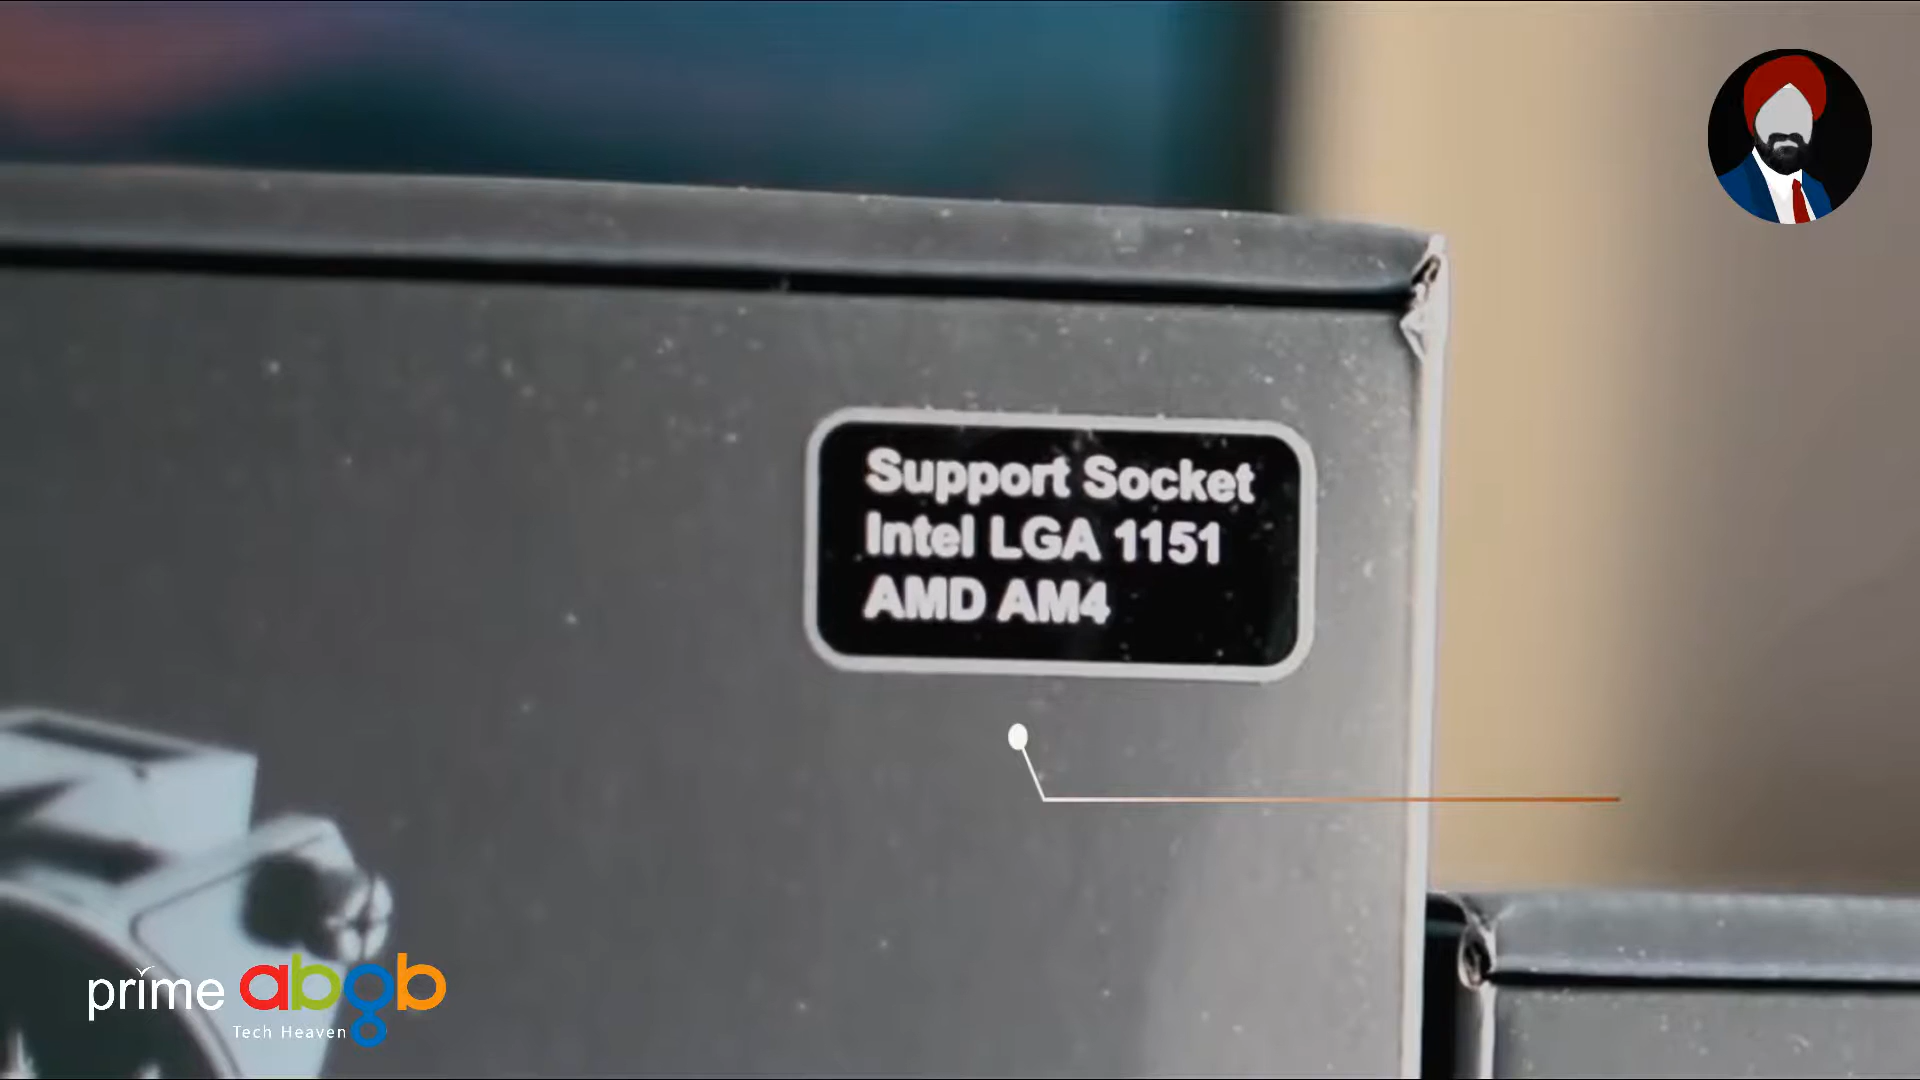 Support Socket
Intel LGA 1151
AMD AM4
prime abgb
Tech Heaven